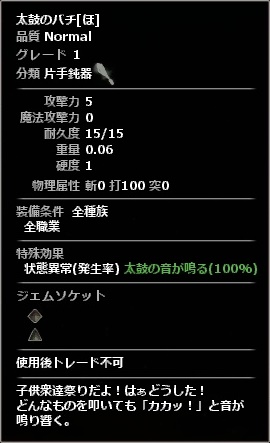 太鼓のバチ[ほ]
品質 Normal
グレード 1
分類 片手鈍器
攻撃力 5
魔法攻撃力 0
耐久度 15/15
重量 0.06
硬度 1
物理属性 斬0 打100 突0
装備条件 全種族
全職業
特殊効果
状態異常(発生率) 太鼓の音が鳴る(100%)
ジェムソケット
使用後トレード不可
子供衆達祭りだよ！はぁどうした！
どんなものを叩いても「カカッ！」と音が
鳴り響く。